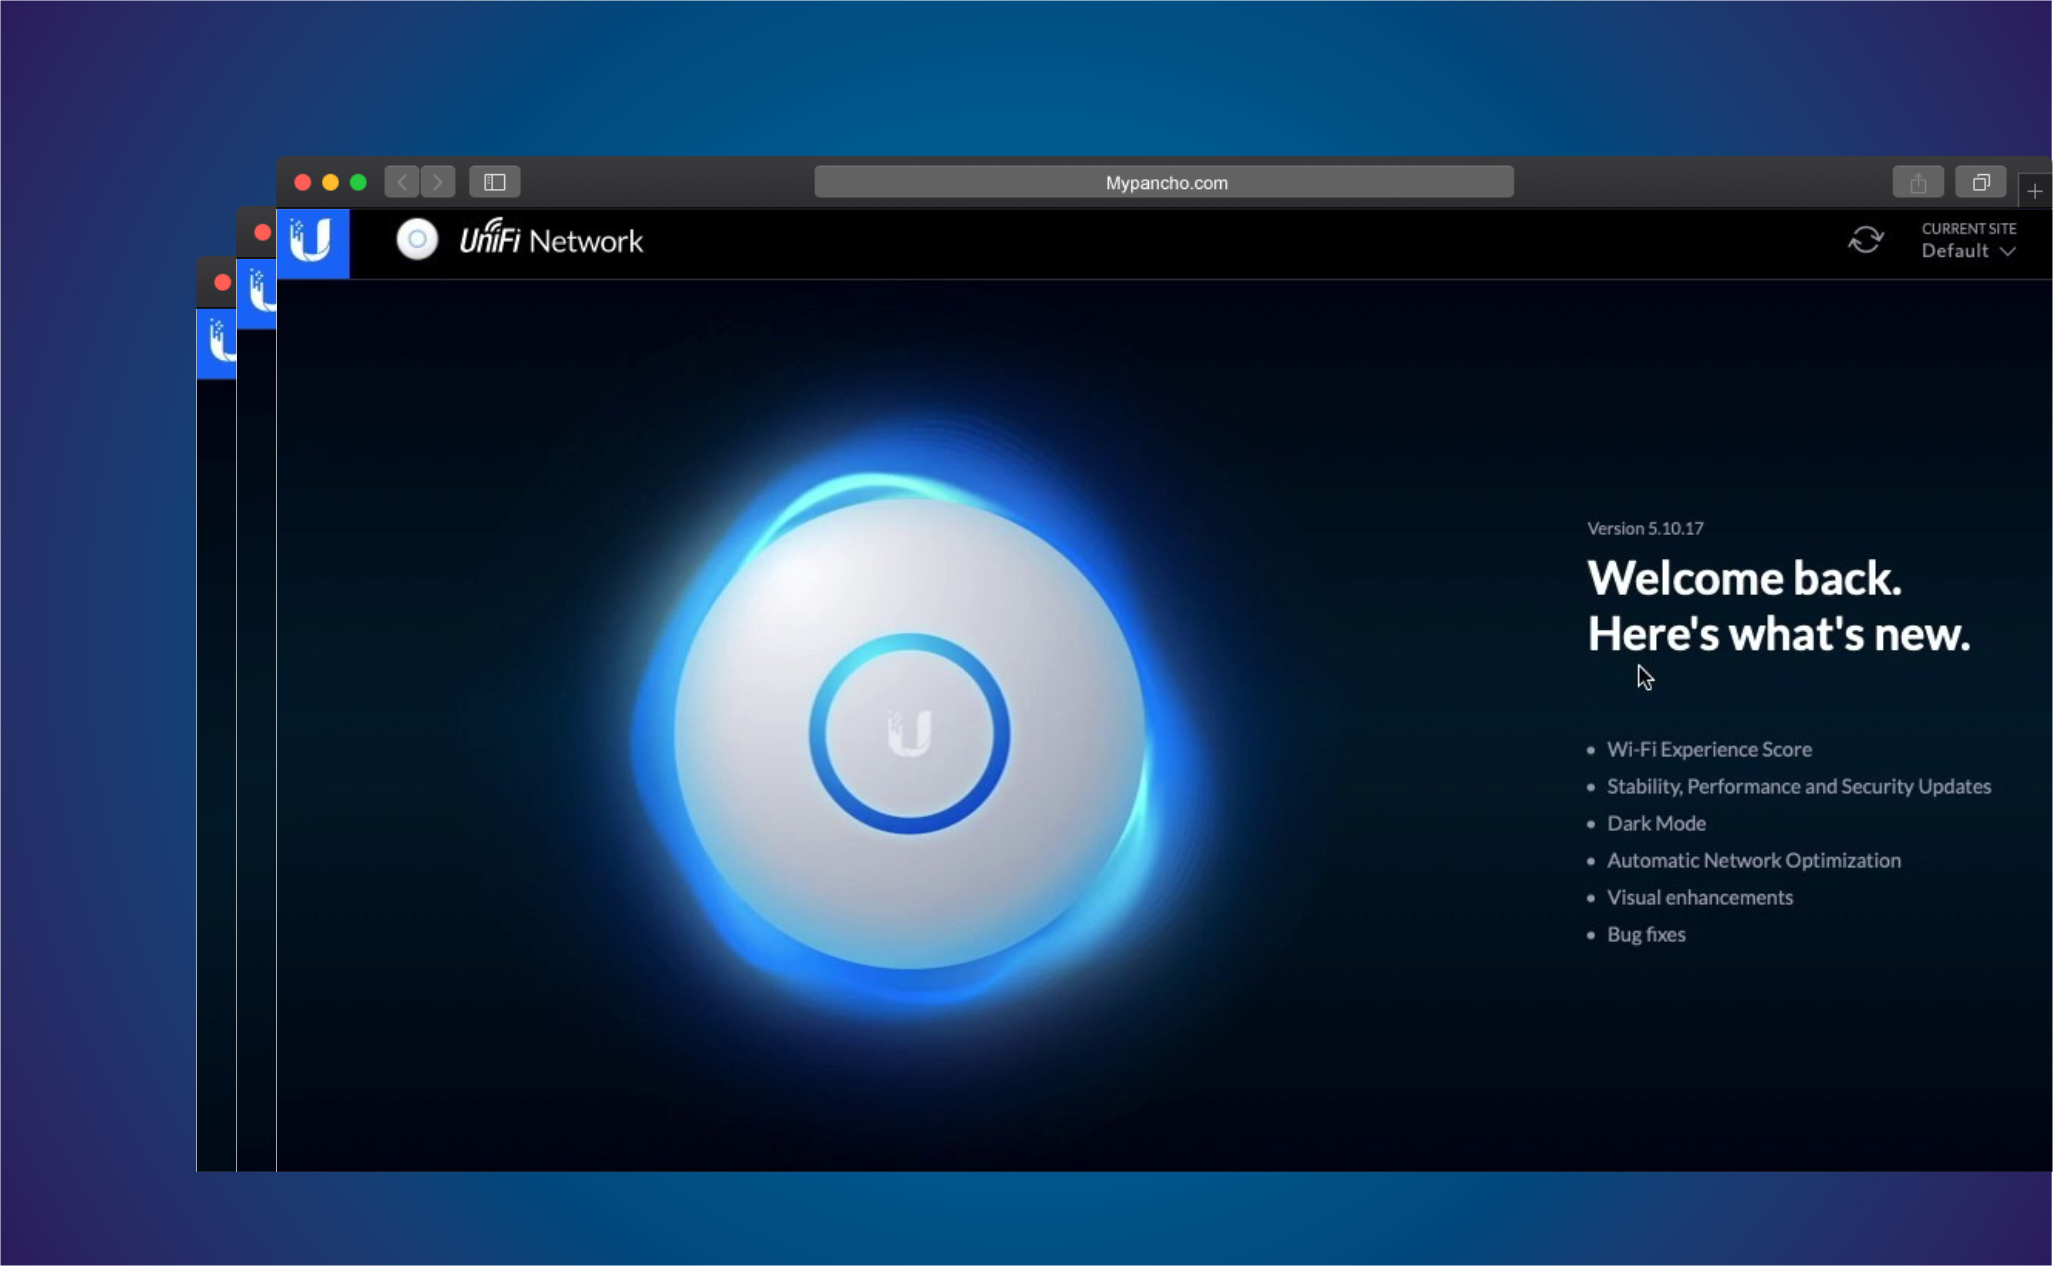 Mypancho.com
UniFi Network
CURRENT SITE
Default
Version 5.10.17
Welcome back.
Here's what's new.
• Wi-Fi Experience Score
• Stability, Performance and Security Updates
• Dark Mode
• Automatic Network Optimization
• Visual enhancements
• Bug fixes